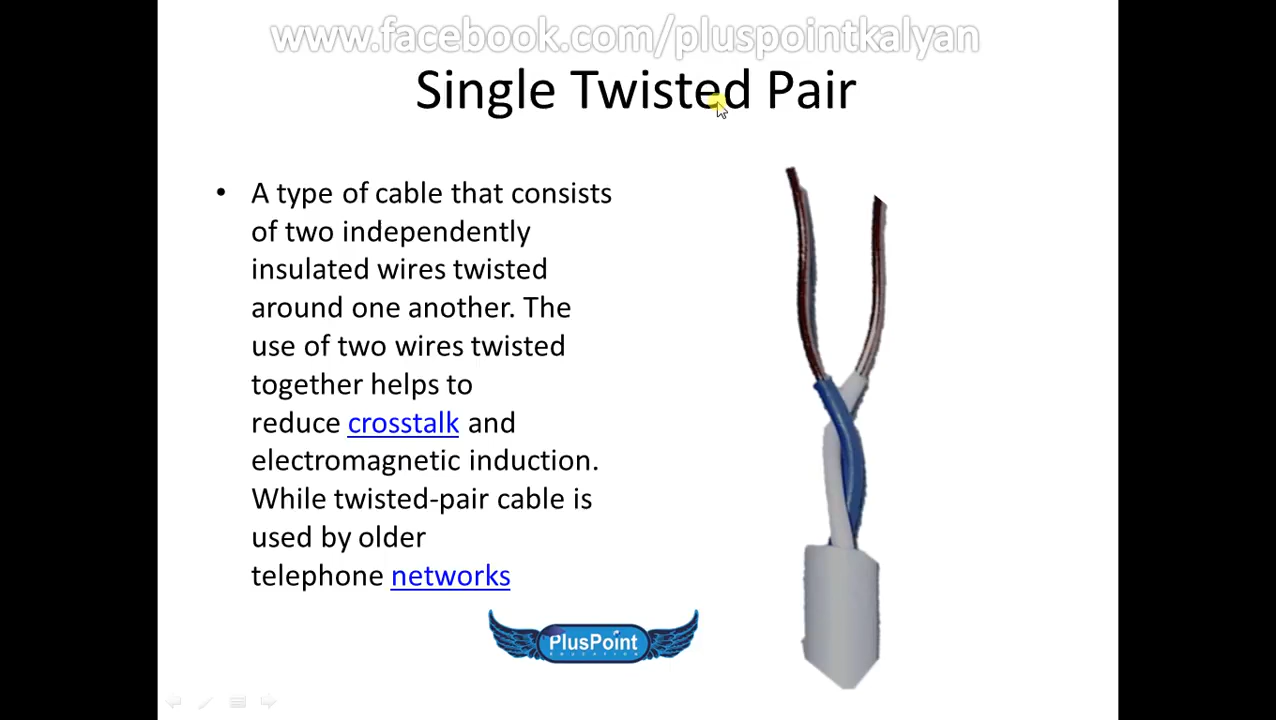 www.facebook.com/pluspointkalyan
Single Twisted Pair
• A type of cable that consists
of two independently
insulated wires twisted
around one another. The
use of two wires twisted
together helps to
reduce crosstalk and
electromagnetic induction.
While twisted-pair cable is
used by older
telephone networks
PlusPoint
EDUCATION